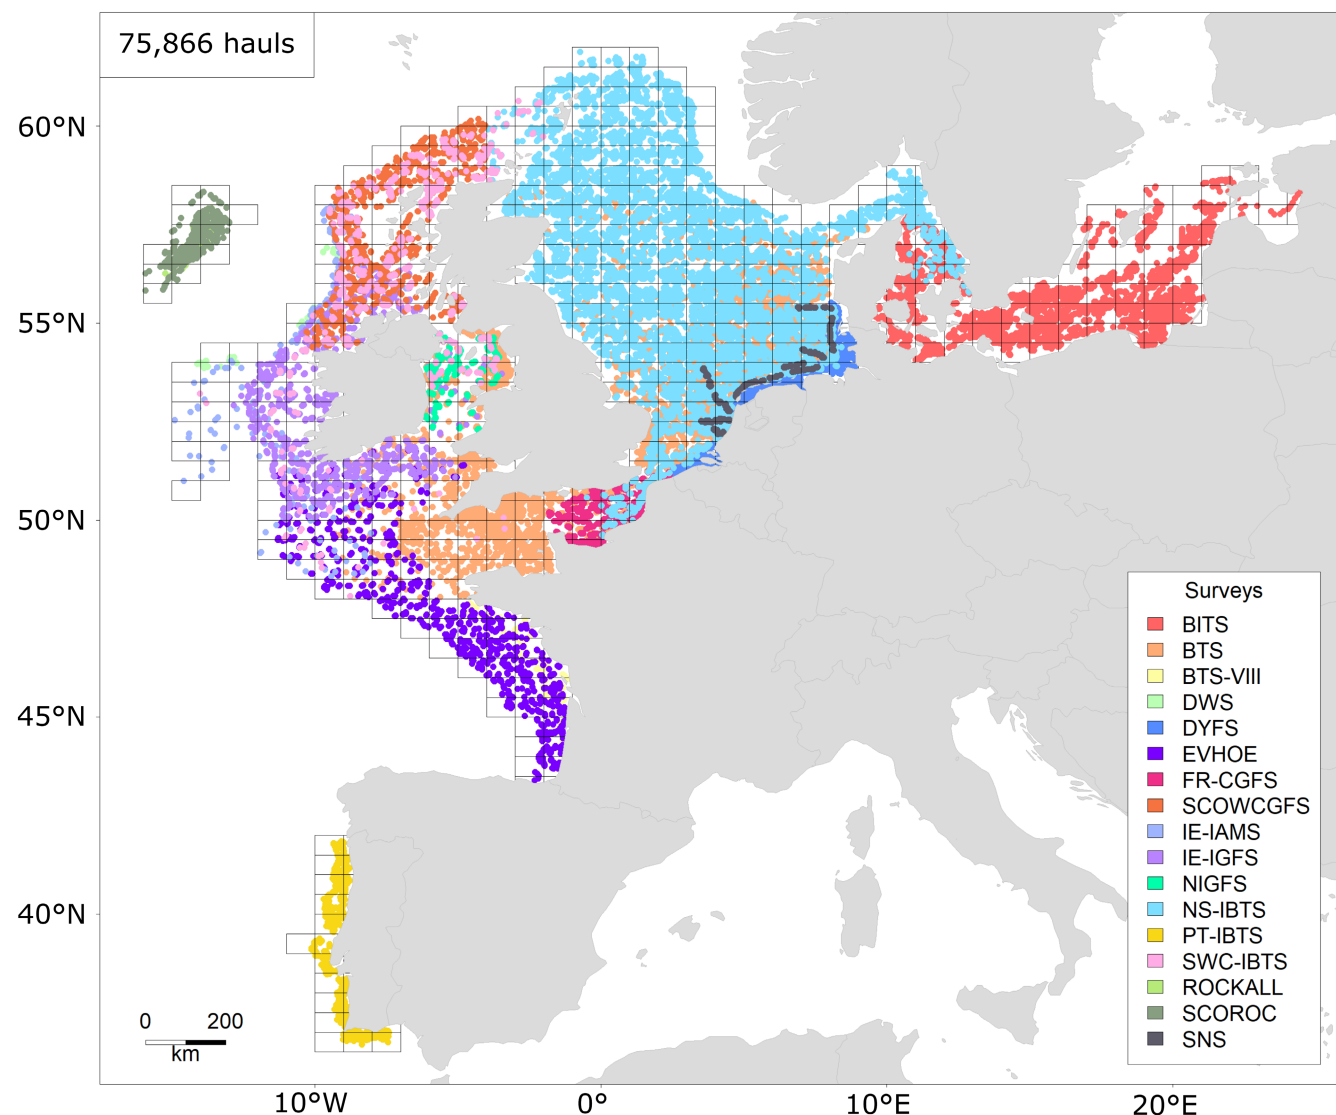 75,866 hauls
60°N
55°N
50°N
45°N
40°N
Surveys
BITS
BTS
BTS-VIII
DWS
DYFS
EVHOE
FR-CGFS
SCOWCGFS
IE-IAMS
IE-IGFS
NIGFS
NS-IBTS
PT-IBTS
SWC-IBTS
ROCKALL
SCOROC
SNS
0 200
km
10°W 0° 10°E 20°E